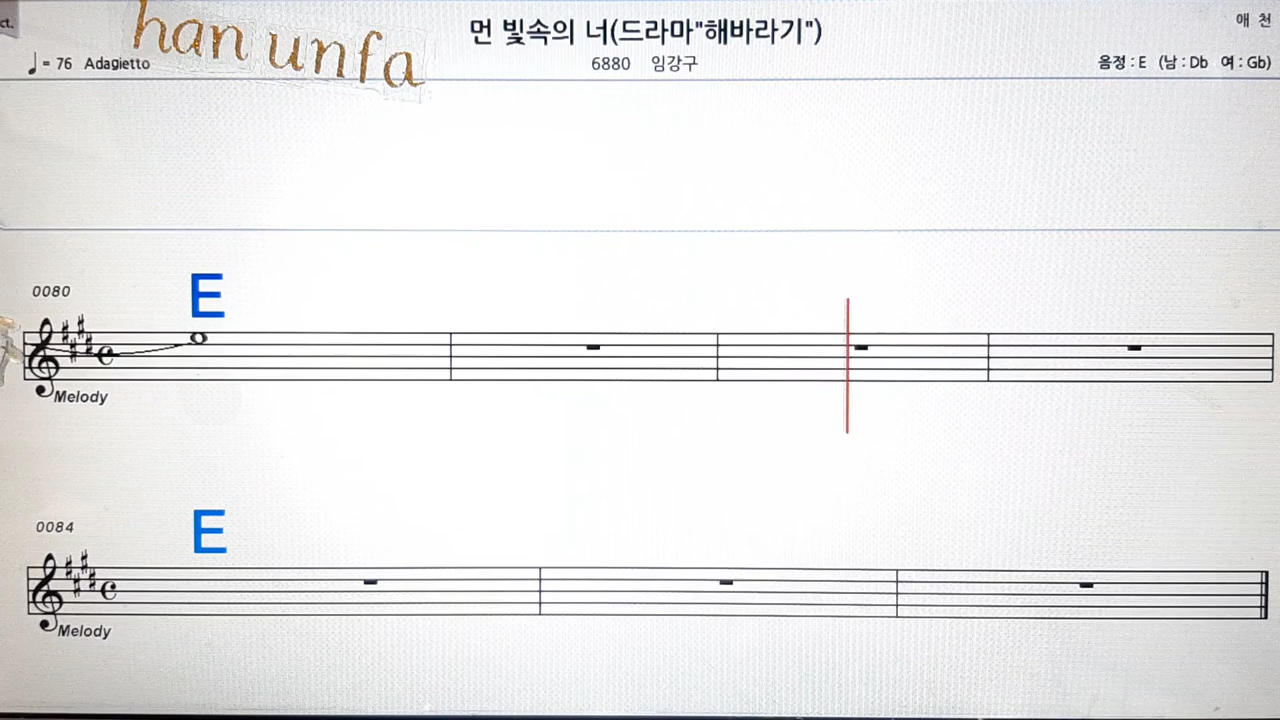 ct.
han unfa
먼 빛속의 너(드라마"해바라기")
애 천
♩= 76 Adagietto
6880 임강구
음정 : E (남 : Db 여 : Gb)
0080
E
Melody
0084
E
Melody